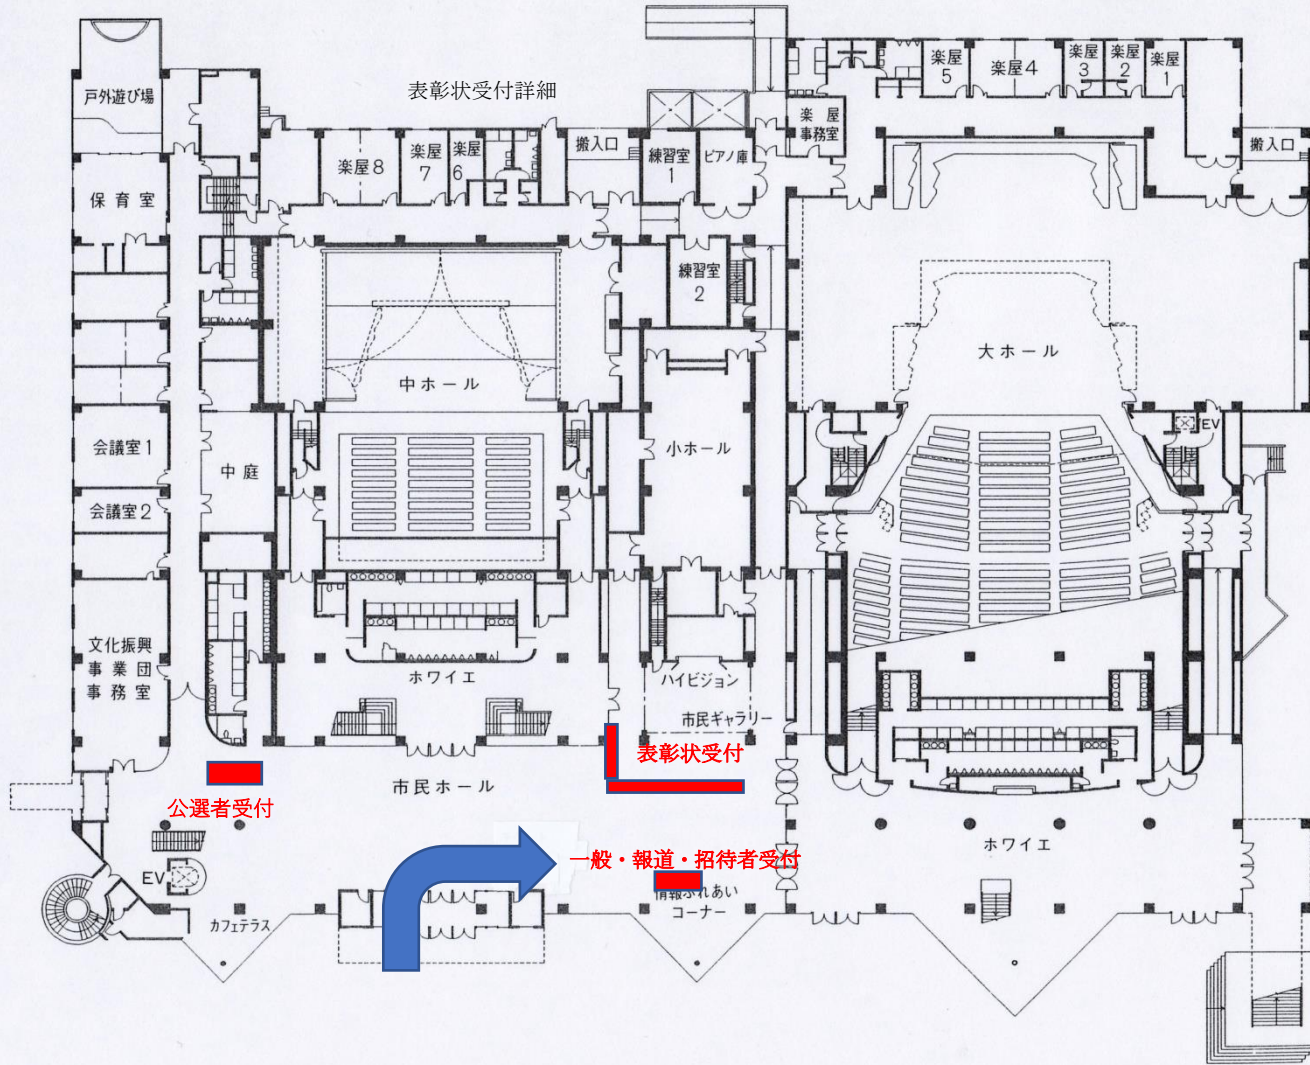 表彰状受付詳細
戸外遊び場
保育室
楽屋8
楽屋
7
楽屋
6
搬入口
練習室
1
ピアノ庫
練習室
2
楽屋
事務室
楽屋
5
楽屋4
楽屋
3
楽屋
2
楽屋
1
搬入口
中ホール
大ホール
EV
会議室1
会議室2
中庭
小ホール
文化振興
事業団
事務室
ホワイエ
ハイビジョン
市民ギャラリー
表彰状受付
市民ホール
公選者受付
一般・報道・招待者受付
情報ふれあい
コーナー
ホワイエ
EV
カフェテラス